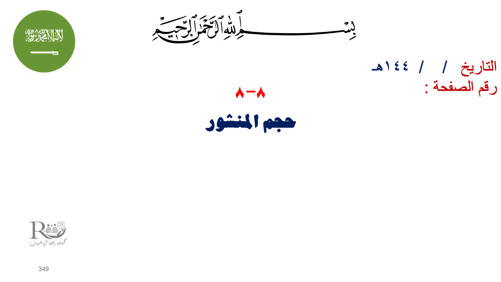 بسم الله الرحمن الرحيم
التاريخ / / ١٤٤هـ
رقم الصفحة :
٨-٨
حجم المنشور
349